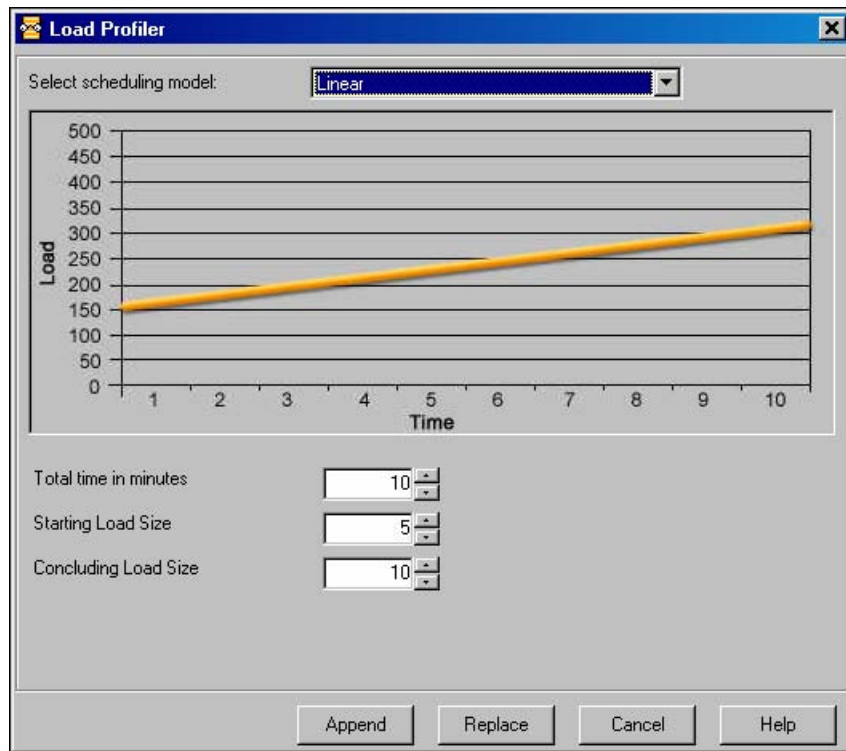 Load Profiler
Select scheduling model:
Linear
500
450
400
350
300
250
200
150
100
50
0
Load
1 2 3 4 5 6 7 8 9 10
Time
Total time in minutes 10
Starting Load Size 5
Concluding Load Size 10
Append Replace Cancel Help